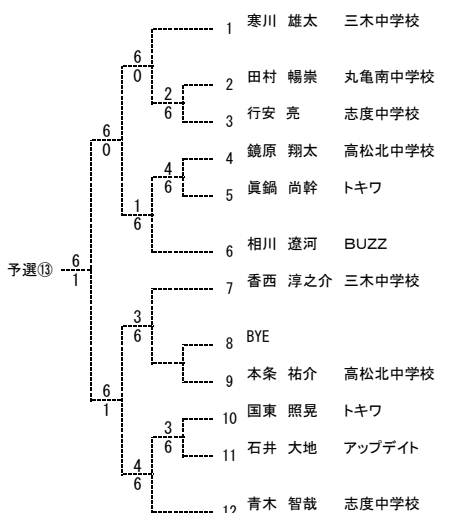 1 寒川 雄太 三木中学校
6
0
2 田村 暢崇 丸亀南中学校
2
6
3 行安 亮 志度中学校
6
0
4 鏡原 翔太 高松北中学校
4
6
5 眞鍋 尚幹 トキワ
1
6
6 相川 遼河 BUZZ
予選⑬ 6
1
7 香西 淳之介 三木中学校
3
6
8 BYE
9 本条 祐介 高松北中学校
6
1
10 国東 照晃 トキワ
3
6
11 石井 大地 アップデイト
4
6
12 青木 智哉 志度中学校